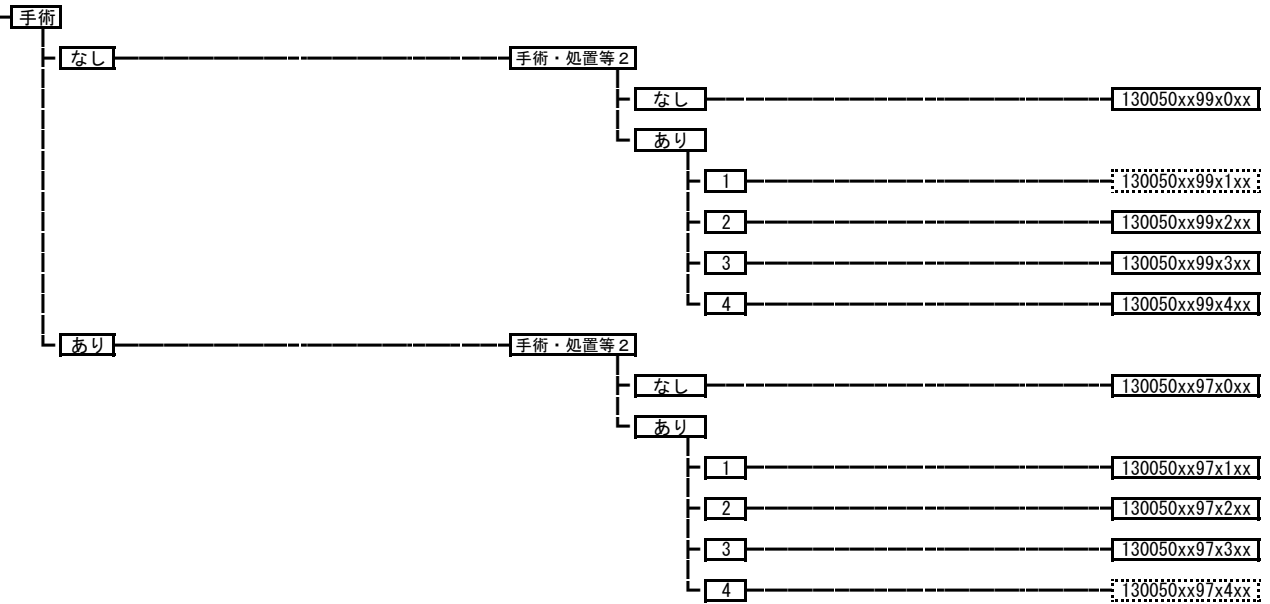 手術
なし 手術・処置等2
なし 130050xx99x0xx
あり
1 130050xx99x1xx
2 130050xx99x2xx
3 130050xx99x3xx
4 130050xx99x4xx
あり 手術・処置等2
なし 130050xx97x0xx
あり
1 130050xx97x1xx
2 130050xx97x2xx
3 130050xx97x3xx
4 130050xx97x4xx